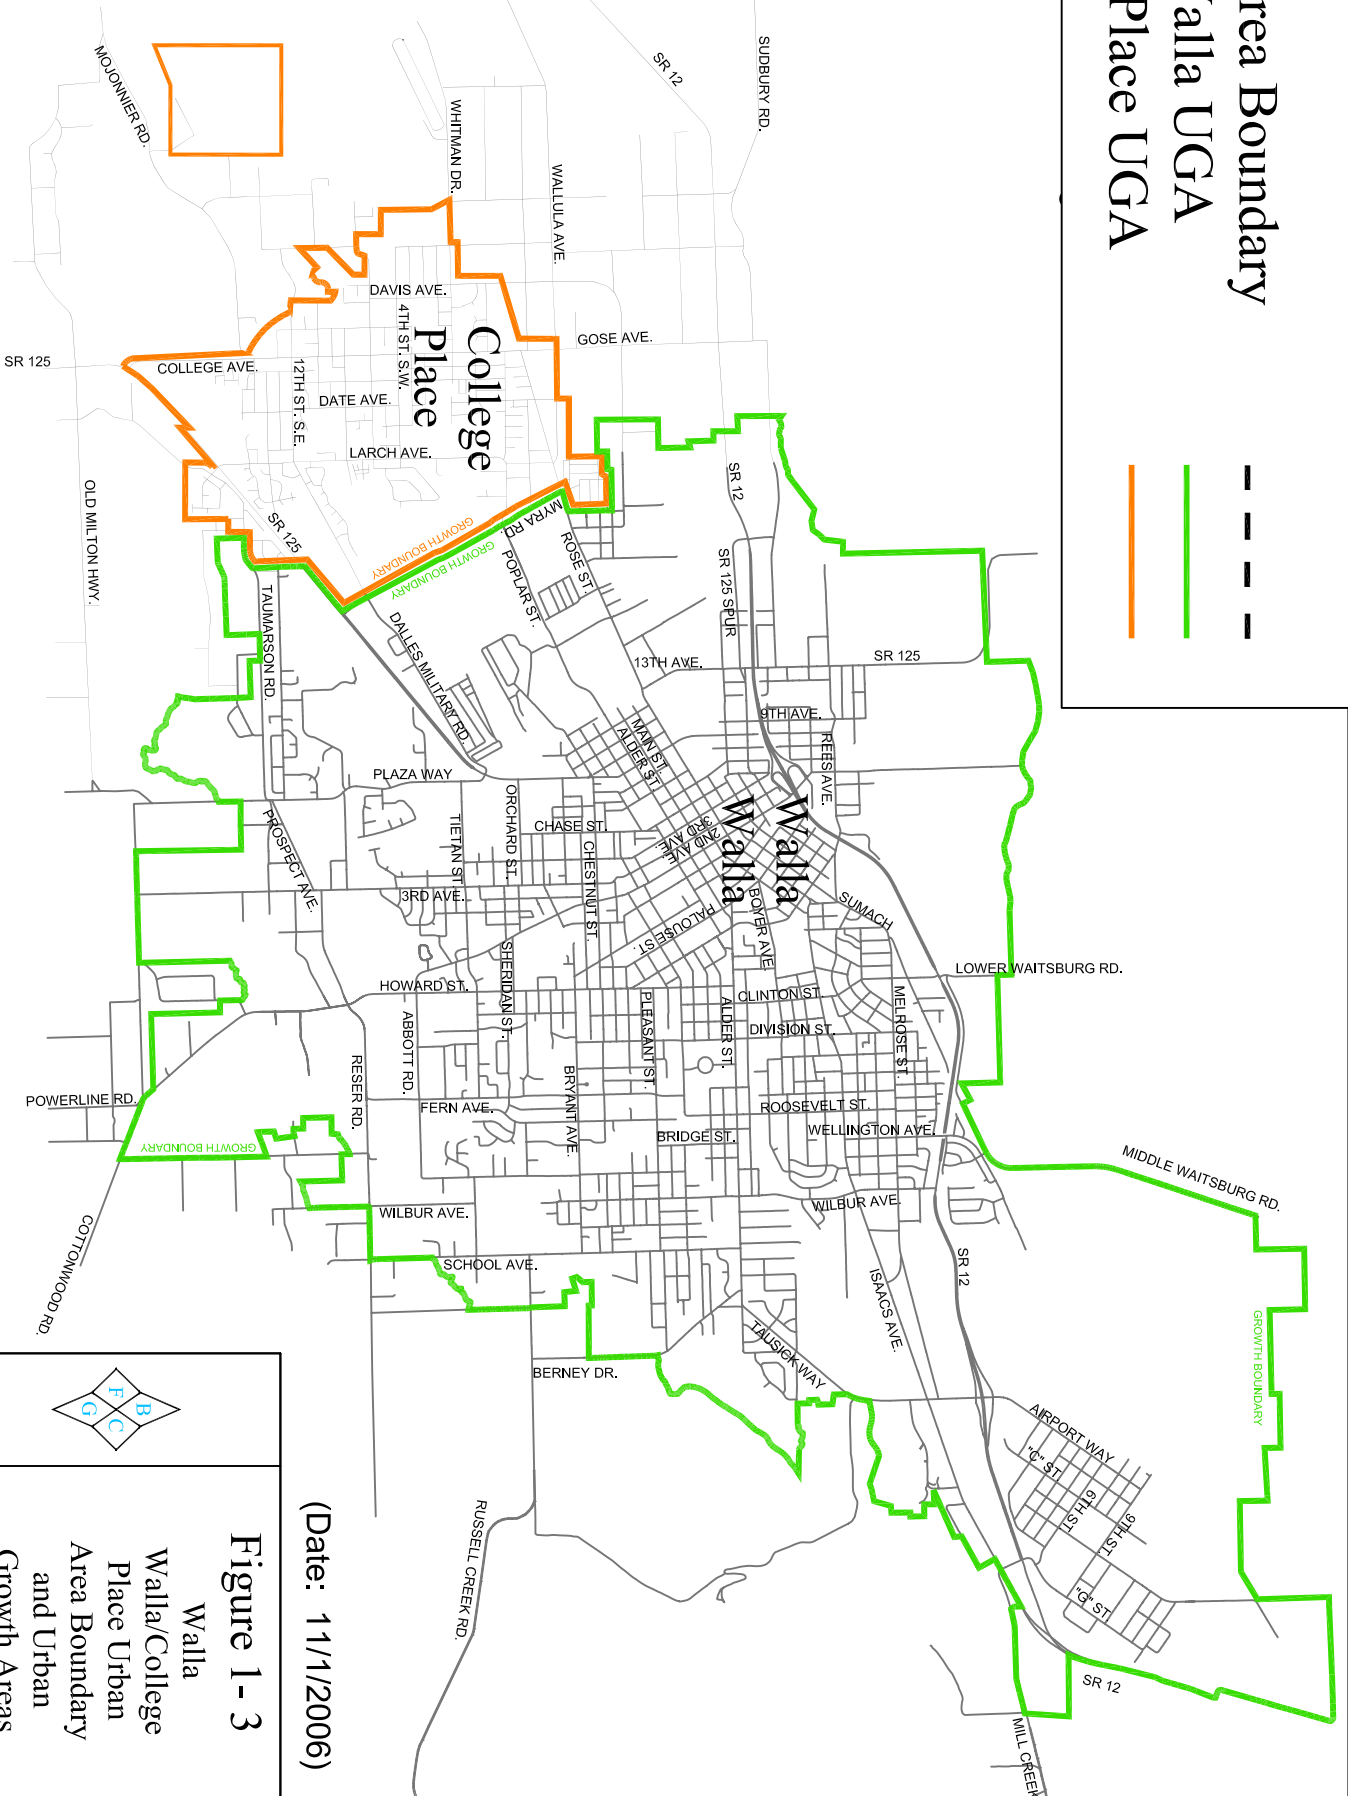 rea Boundary
alla UGA
Place UGA
College
Place
Walla
Walla
MOJONNIER RD.
SR 12
SUDBURY RD.
WHITMAN DR.
WALLULA AVE.
DAVIS AVE.
4TH ST. S.W.
GOSE AVE.
SR 125
COLLEGE AVE.
12TH ST. S.E.
DATE AVE.
LARCH AVE.
OLD MILTON HWY.
SR 125
MYRA RD.
GROWTH BOUNDARY
GROWTH BOUNDARY
ROSE ST.
POPLAR ST.
SR 12
SR 125 SPUR
TAUMARSON RD.
DALLES MILITARY RD.
13TH AVE.
SR 125
9TH AVE.
REES AVE.
MAIN ST.
ALDER ST.
PLAZA WAY
PROSPECT AVE.
TIETAN ST.
ORCHARD ST.
CHASE ST.
CHESTNUT ST.
3RD AVE.
2ND AVE.
3RD AVE.
PALOUSE ST.
BOYER AVE.
SUMACH
HOWARD ST.
SHERIDAN ST.
ABBOTT RD.
RESER RD.
PLEASANT ST.
ALDER ST.
CLINTON ST.
DIVISION ST.
MELROSE ST.
LOWER WAITSBURG RD.
POWERLINE RD.
FERN AVE.
BRYANT AVE.
BRIDGE ST.
ROOSEVELT ST.
WELLINGTON AVE.
GROWTH BOUNDARY
MIDDLE WAITSBURG RD.
WILBUR AVE.
WILBUR AVE.
COTTONWOOD RD.
SCHOOL AVE.
SR 12
ISAACS AVE.
TAUSICK WAY
BERNEY DR.
GROWTH BOUNDARY
AIRPORT WAY
"C" ST.
19TH ST.
19TH ST.
"G" ST.
RUSSELL CREEK RD.
SR 12
MILL CREEK
B
F C
G
(Date: 11/1/2006)
Figure 1- 3
Walla
Walla/College
Place Urban
Area Boundary
and Urban
Growth Areas